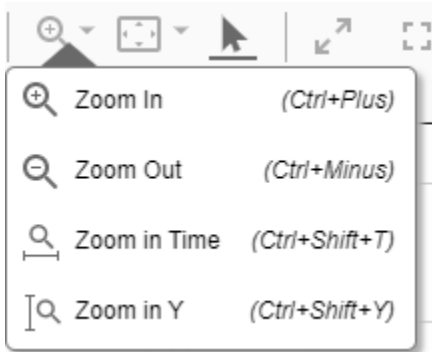 Zoom In (Ctrl+Plus)
Zoom Out (Ctrl+Minus)
Zoom in Time (Ctrl+Shift+T)
Zoom in Y (Ctrl+Shift+Y)